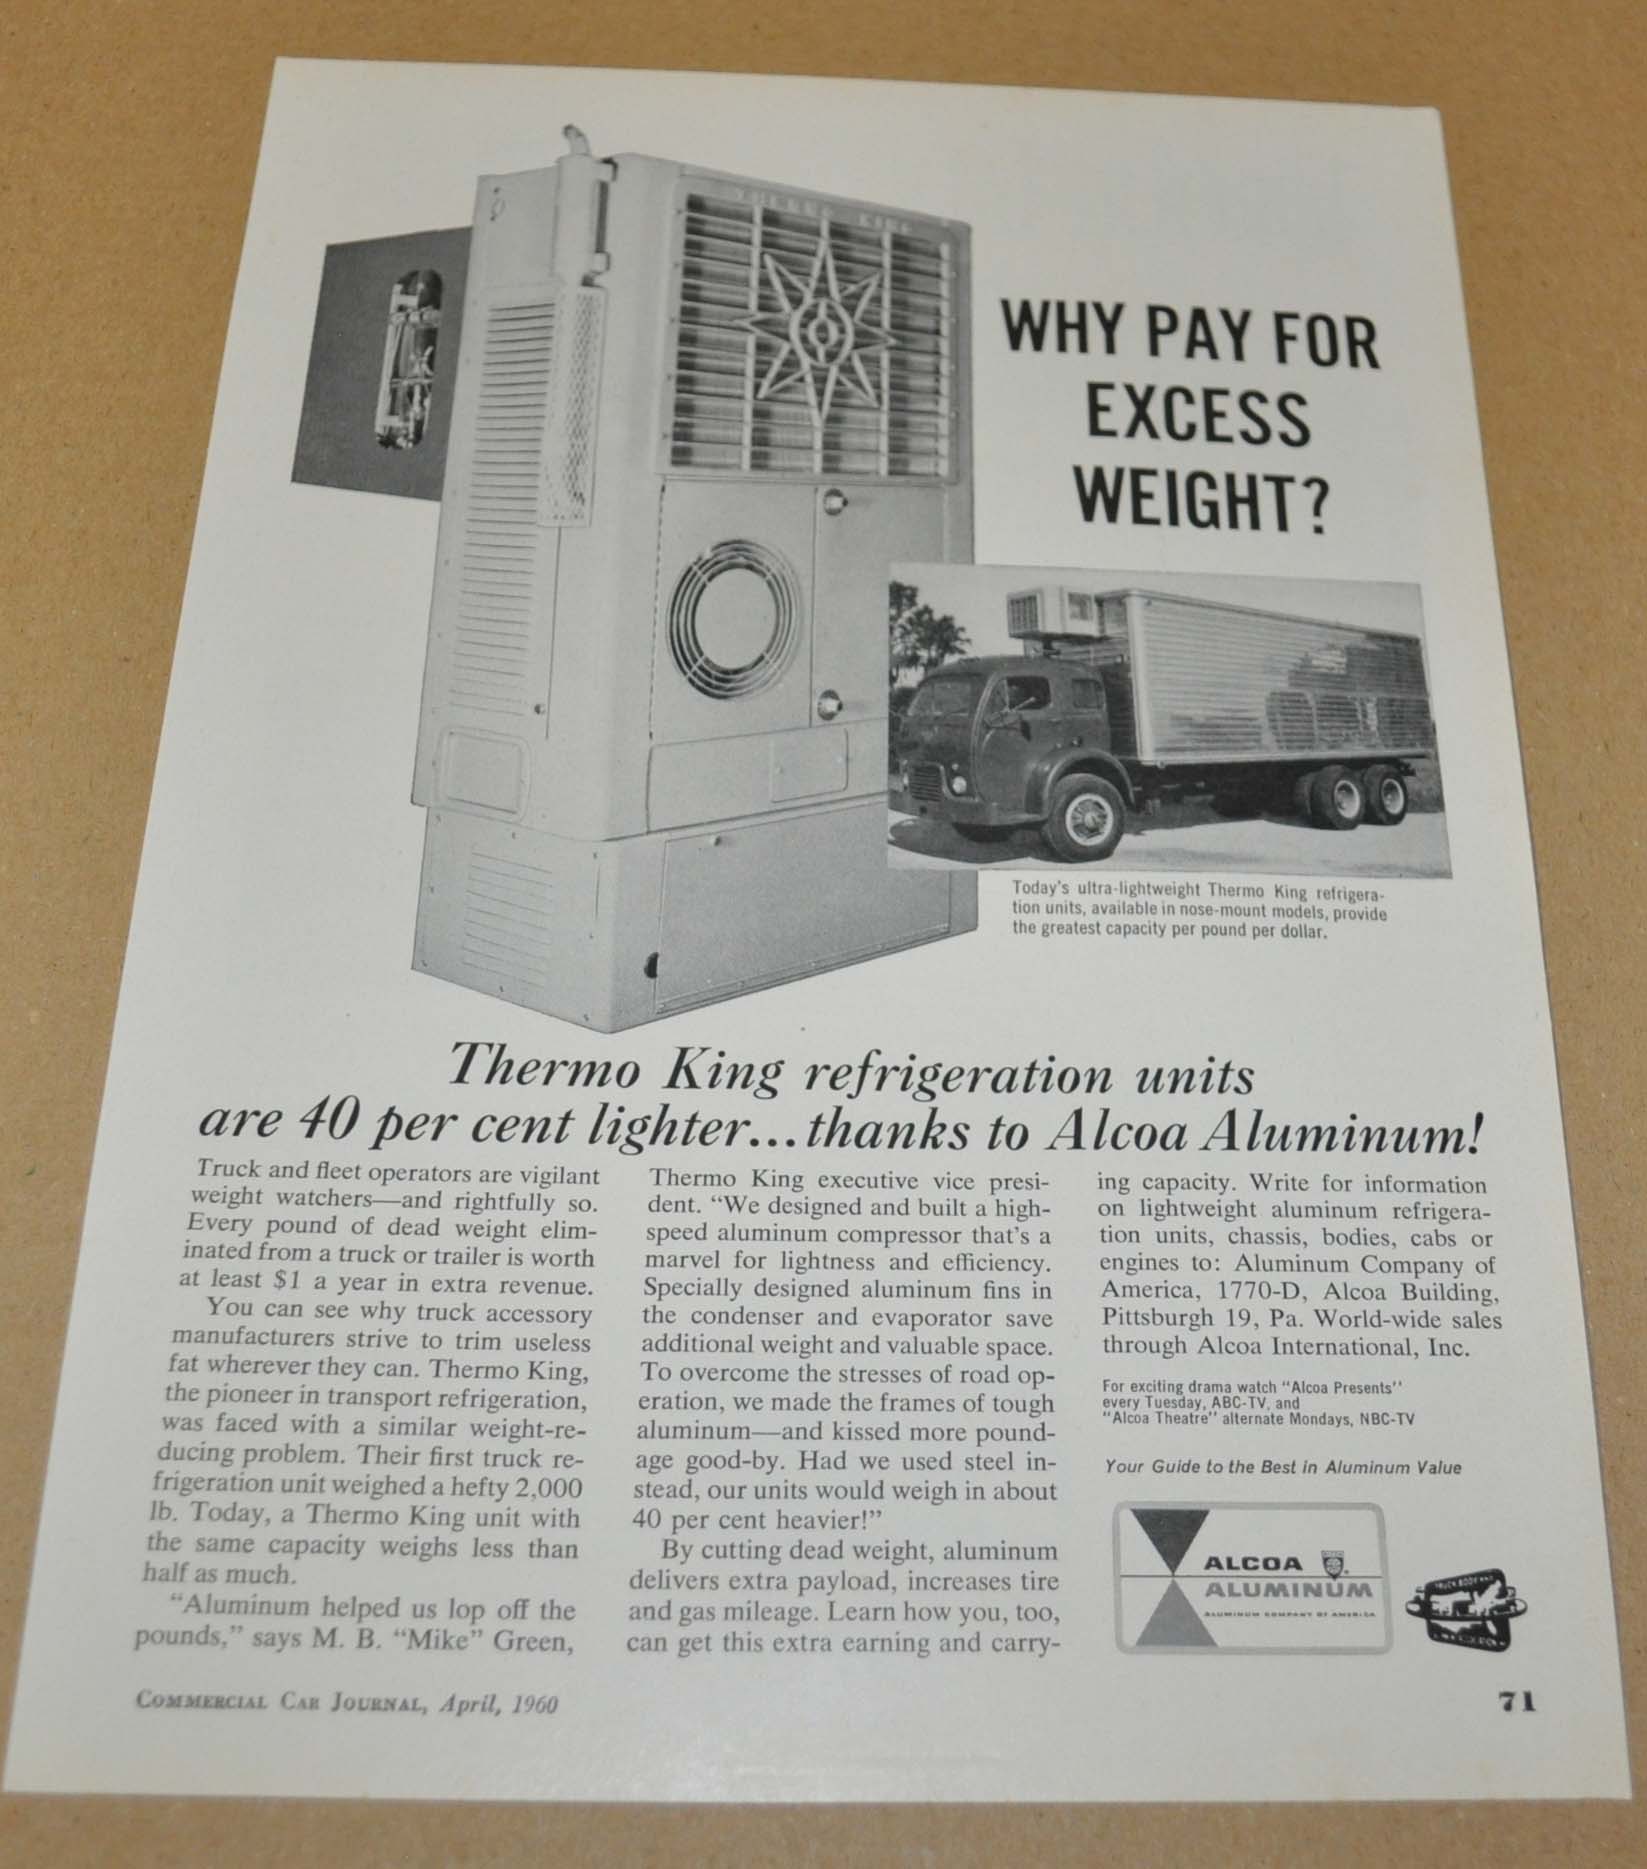 THERMO KING
WHY PAY FOR
EXCESS
WEIGHT?
Today's ultra-lightweight Thermo King refrigera-
tion units, available in nose-mount models, provide
the greatest capacity per pound per dollar.
Thermo King refrigeration units
are 40 per cent lighter...thanks to Alcoa Aluminum!
Truck and fleet operators are vigilant
weight watchers—and rightfully so.
Every pound of dead weight elim-
inated from a truck or trailer is worth
at least $1 a year in extra revenue.
You can see why truck accessory
manufacturers strive to trim useless
fat wherever they can. Thermo King,
the pioneer in transport refrigeration,
was faced with a similar weight-re-
ducing problem. Their first truck re-
frigeration unit weighed a hefty 2,000
lb. Today, a Thermo King unit with
the same capacity weighs less than
half as much.
"Aluminum helped us lop off the
pounds," says M. B. "Mike" Green,
Thermo King executive vice presi-
dent. "We designed and built a high-
speed aluminum compressor that's a
marvel for lightness and efficiency.
Specially designed aluminum fins in
the condenser and evaporator save
additional weight and valuable space.
To overcome the stresses of road op-
eration, we made the frames of tough
aluminum—and kissed more pound-
age good-by. Had we used steel in-
stead, our units would weigh in about
40 per cent heavier!"
By cutting dead weight, aluminum
delivers extra payload, increases tire
and gas mileage. Learn how you, too,
can get this extra earning and carry-
ing capacity. Write for information
on lightweight aluminum refrigera-
tion units, chassis, bodies, cabs or
engines to: Aluminum Company of
America, 1770-D, Alcoa Building,
Pittsburgh 19, Pa. World-wide sales
through Alcoa International, Inc.
For exciting drama watch "Alcoa Presents"
every Tuesday, ABC-TV, and
"Alcoa Theatre" alternate Mondays, NBC-TV
Your Guide to the Best in Aluminum Value
ALCOA
ALUMINUM
ALUMINUM COMPANY OF AMERICA
TRUCK BODY AND
COMMERCIAL CAR JOURNAL, April, 1960
71